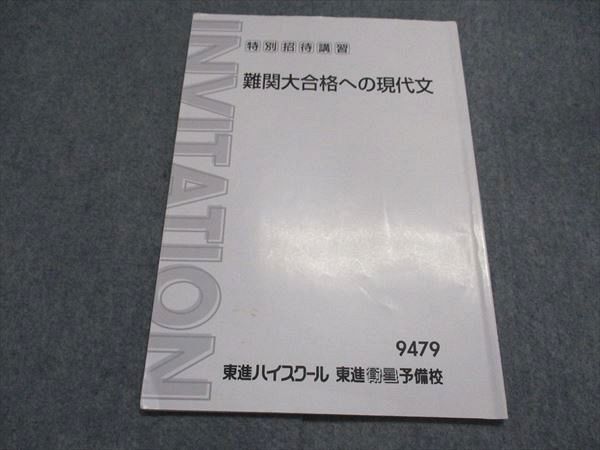 INVITATION
特別招待講習
難関大合格への現代文
9479
東進ハイスクール 東進衛星予備校